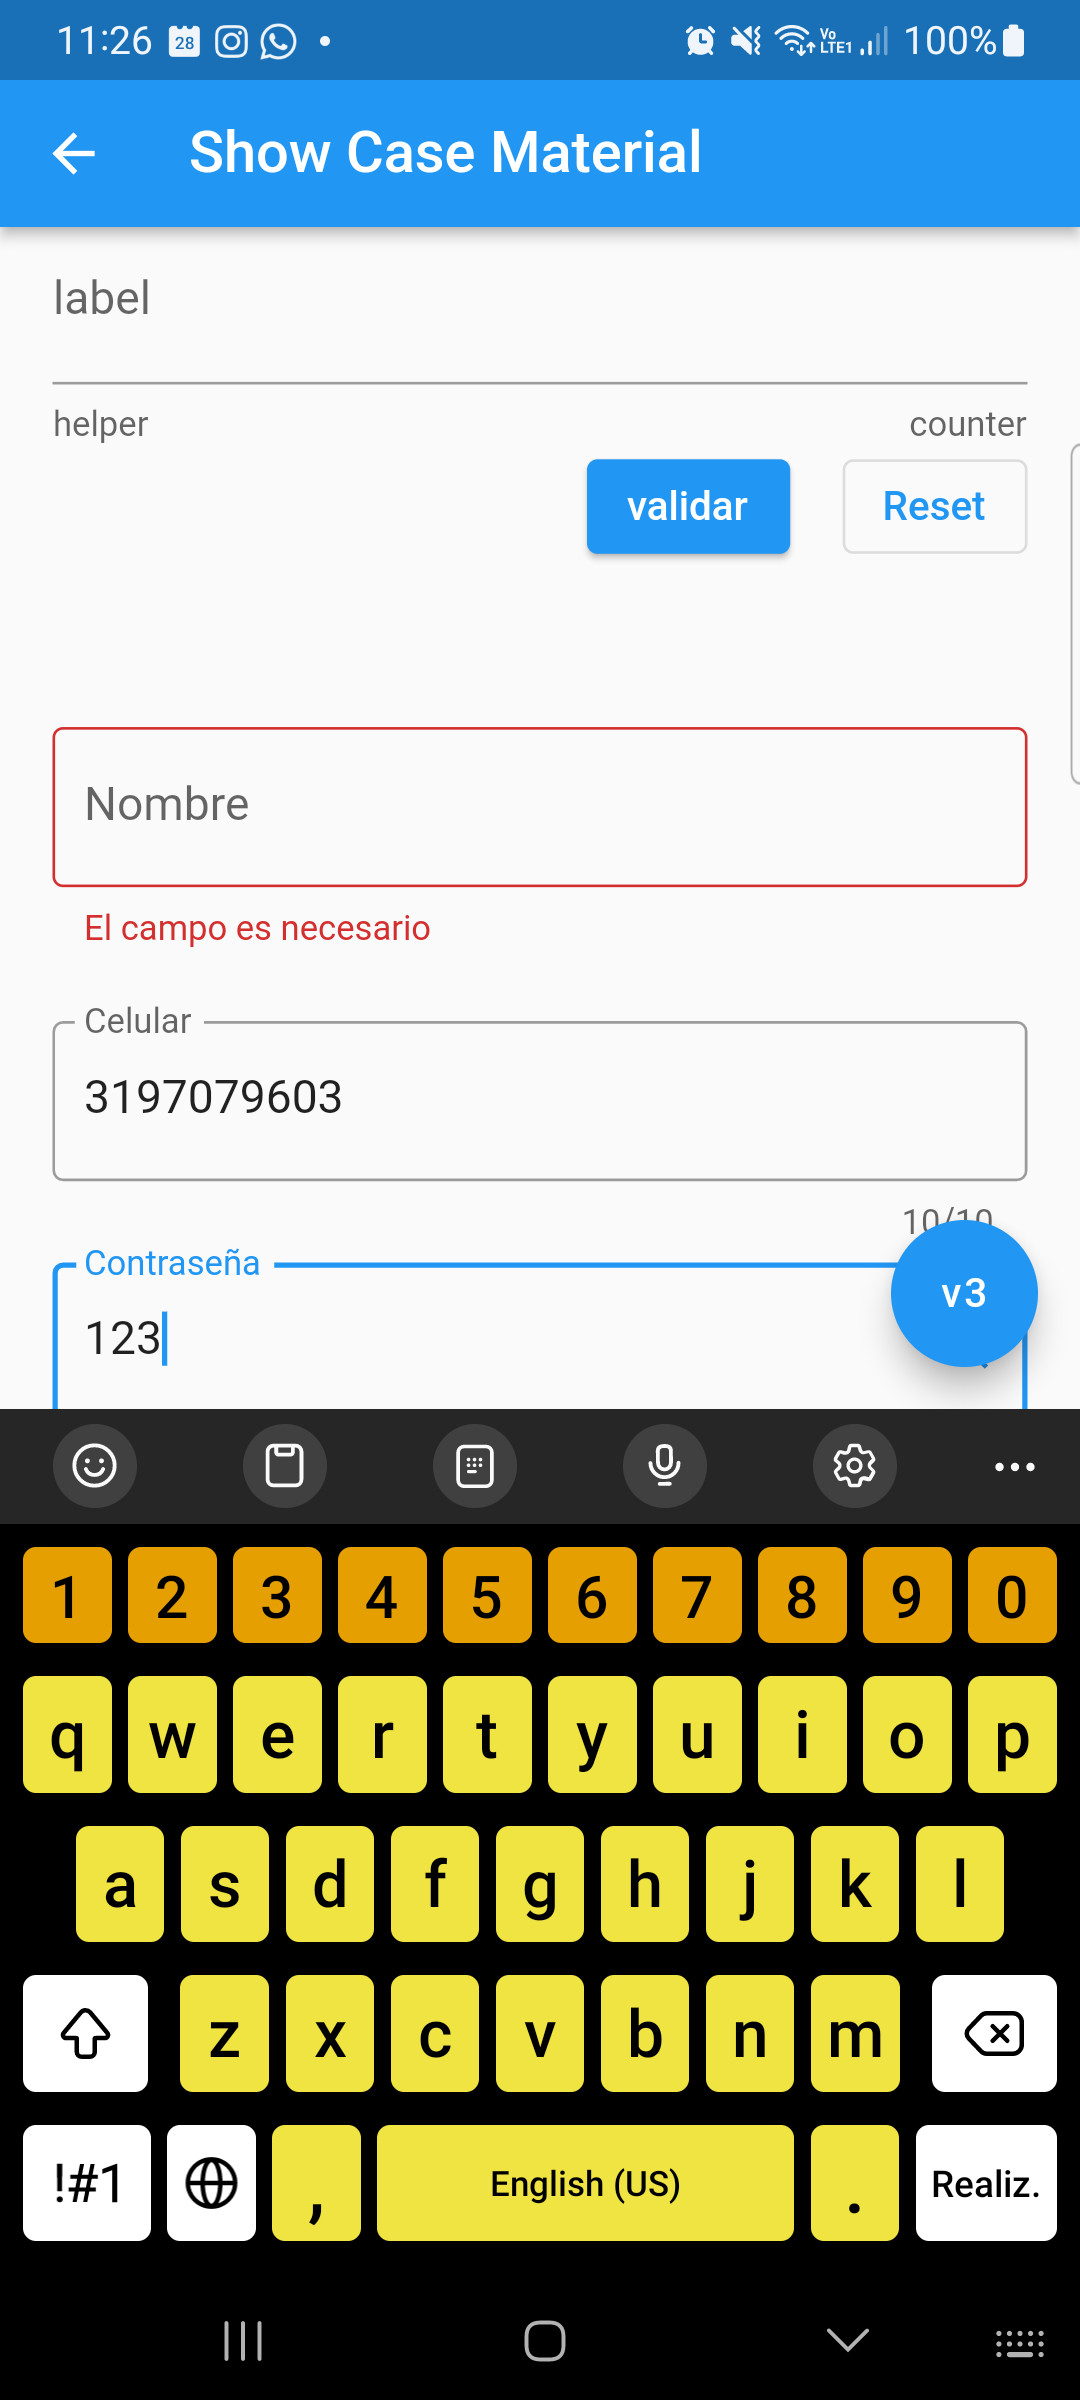 11:26 28 Vo LTE1 100%
Show Case Material
label
helper counter
validar Reset
Nombre
El campo es necesario
Celular
3197079603
10/10
Contraseña
123
v3
1 2 3 4 5 6 7 8 9 0
q w e r t y u i o p
a s d f g h j k l
z x c v b n m
!#1 , English (US) . Realiz.